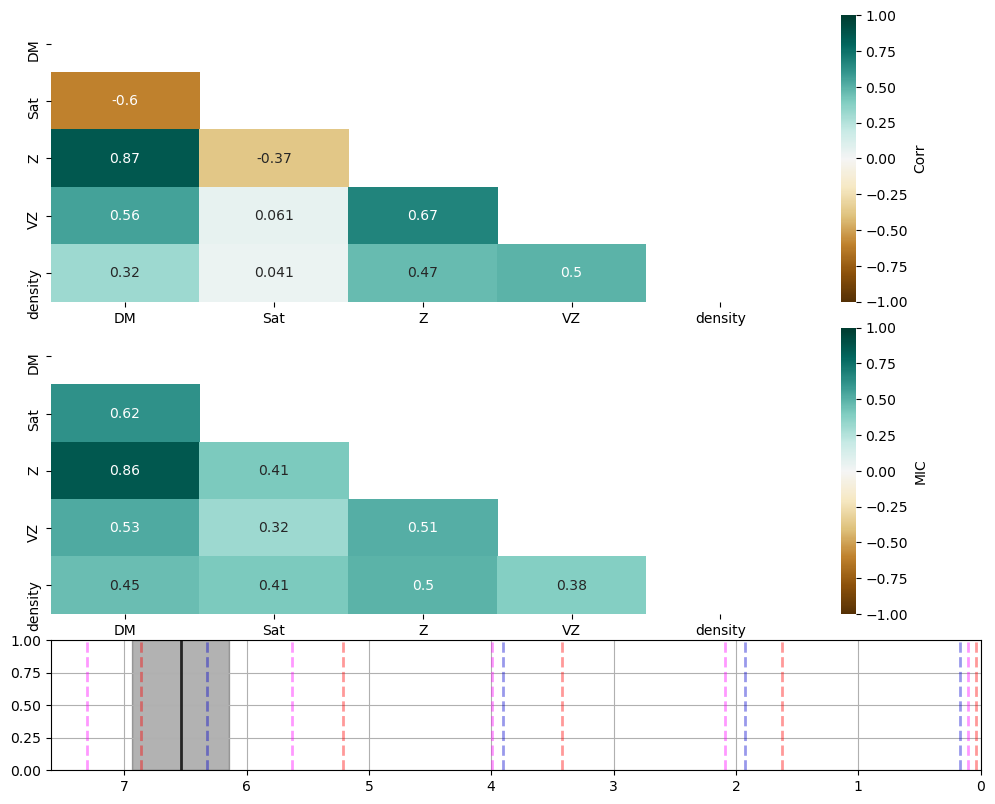 DM
Sat
Z
VZ
density
-0.6
0.87 -0.37
0.56 0.061 0.67
0.32 0.041 0.47 0.5
DM Sat Z VZ density
1.00
0.75
0.50
0.25
0.00
−0.25
−0.50
−0.75
−1.00
Corr
DM
Sat
Z
VZ
density
0.62
0.86 0.41
0.53 0.32 0.51
0.45 0.41 0.5 0.38
DM Sat Z VZ density
1.00
0.75
0.50
0.25
0.00
−0.25
−0.50
−0.75
−1.00
MIC
1.00
0.75
0.50
0.25
0.00
7 6 5 4 3 2 1 0